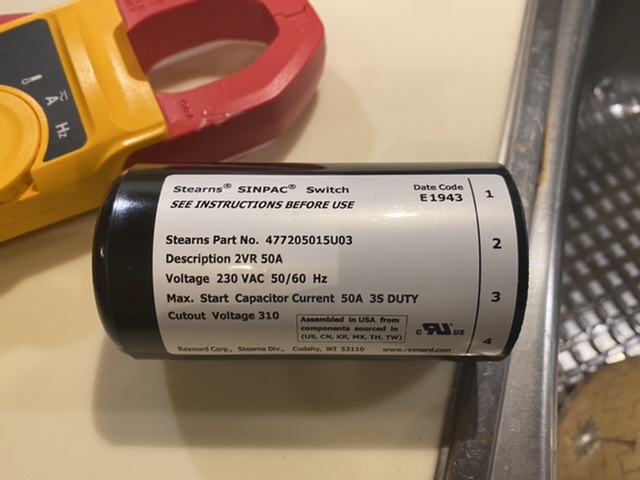 A
Hz
Stearns® SINPAC® Switch
SEE INSTRUCTIONS BEFORE USE
Date Code
E1943
Stearns Part No. 477205015U03
Description 2VR 50A
Voltage 230 VAC 50/60 Hz
Max. Start Capacitor Current 50A 3S DUTY
Cutout Voltage 310
Assembled in USA from
components sourced in
(US, CN, KR, MX, TH, TW)
c RU US
Rexnord Corp., Stearns Div., Cudahy, WI 53110 www.rexnord.com
1
2
3
4